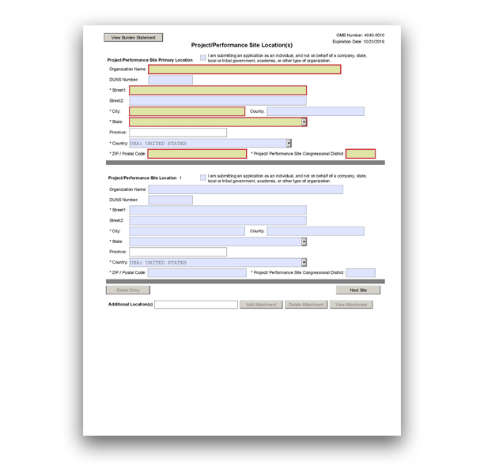 View Burden Statement
OMB Number: 4040-0010
Expiration Date: 10/31/2019
Project/Performance Site Location(s)
Project/Performance Site Primary Location
I am submitting an application as an individual, and not on behalf of a company, state,
local or tribal government, academia, or other type of organization.
Organization Name:
DUNS Number:
* Street1:
Street2:
* City:
County:
* State:
Province:
* Country: USA: UNITED STATES
* ZIP / Postal Code:
* Project/ Performance Site Congressional District:
Project/Performance Site Location 1
I am submitting an application as an individual, and not on behalf of a company, state,
local or tribal government, academia, or other type of organization.
Organization Name:
DUNS Number:
* Street1:
Street2:
* City:
County:
* State:
Province:
* Country: USA: UNITED STATES
* ZIP / Postal Code:
* Project/ Performance Site Congressional District:
Delete Entry
Next Site
Additional Location(s)
Add Attachment
Delete Attachment
View Attachment